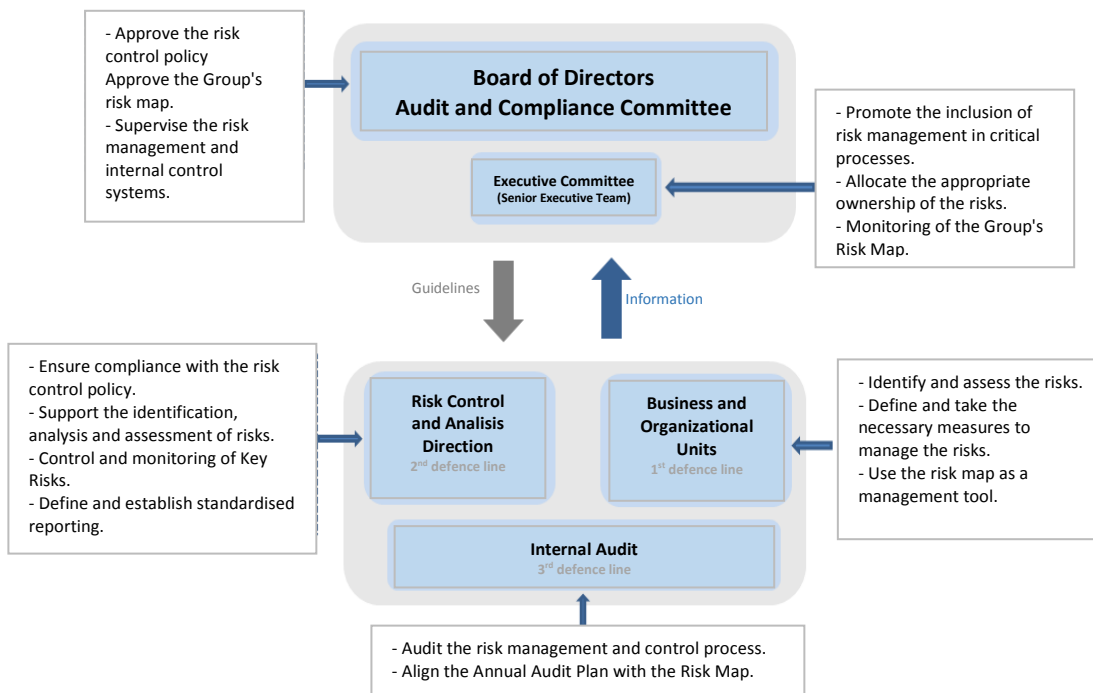 - Approve the risk
control policy
Approve the Group's
risk map.
- Supervise the risk
management and
internal control
systems.
Board of Directors
Audit and Compliance Committee
Executive Committee
(Senior Executive Team)
- Promote the inclusion of
risk management in critical
processes.
- Allocate the appropriate
ownership of the risks.
- Monitoring of the Group's
Risk Map.
Guidelines
Information
- Ensure compliance with the risk
control policy.
- Support the identification,
analysis and assessment of risks.
- Control and monitoring of Key
Risks.
- Define and establish standardised
reporting.
Risk Control
and Analisis
Direction
2nd defence line
Business and
Organizational
Units
1st defence line
- Identify and assess the risks.
- Define and take the
necessary measures to
manage the risks.
- Use the risk map as a
management tool.
Internal Audit
3rd defence line
- Audit the risk management and control process.
- Align the Annual Audit Plan with the Risk Map.